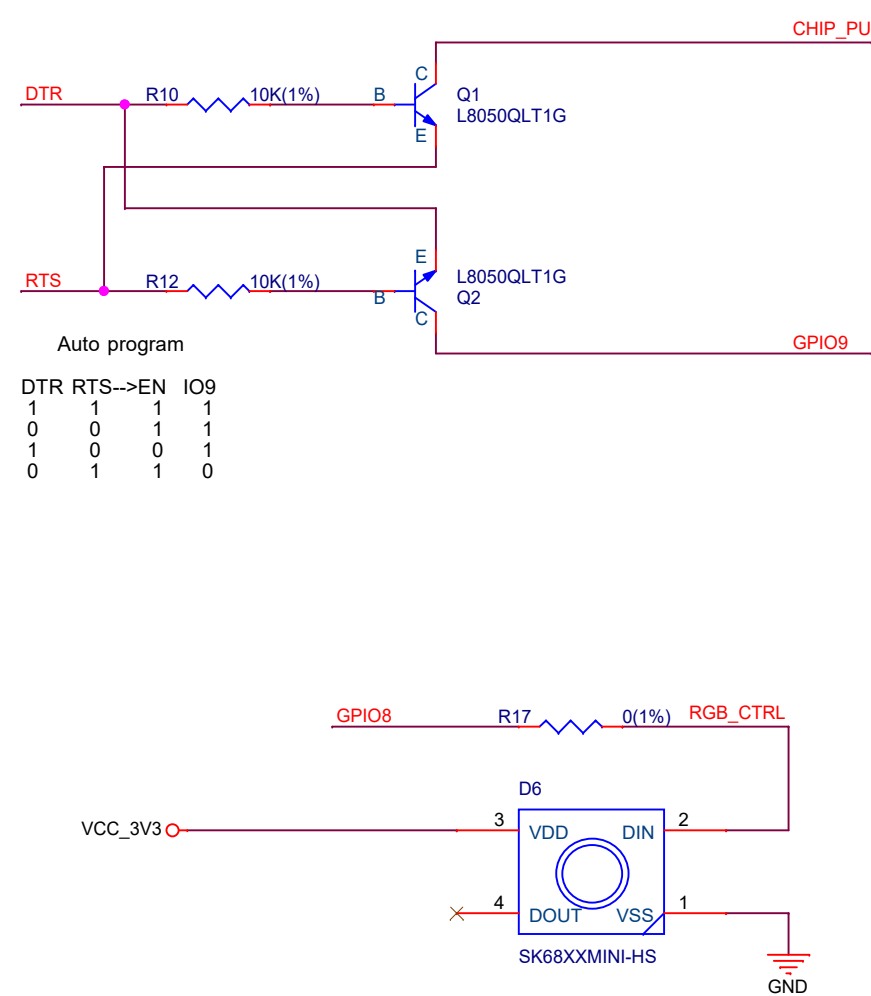 CHIP_PU
C
DTR
R10
10K(1%)
B
Q1
L8050QLT1G
E
E
L8050QLT1G
RTS
R12
10K(1%)
B
Q2
C
Auto program
GPIO9
DTR RTS-->EN IO9
1 1 1 1
0 0 1 1
1 0 0 1
0 1 1 0
GPIO8
R17
0(1%)
RGB_CTRL
D6
VCC_3V3
3
VDD
DIN
2
4
DOUT
VSS
1
SK68XXMINI-HS
GND